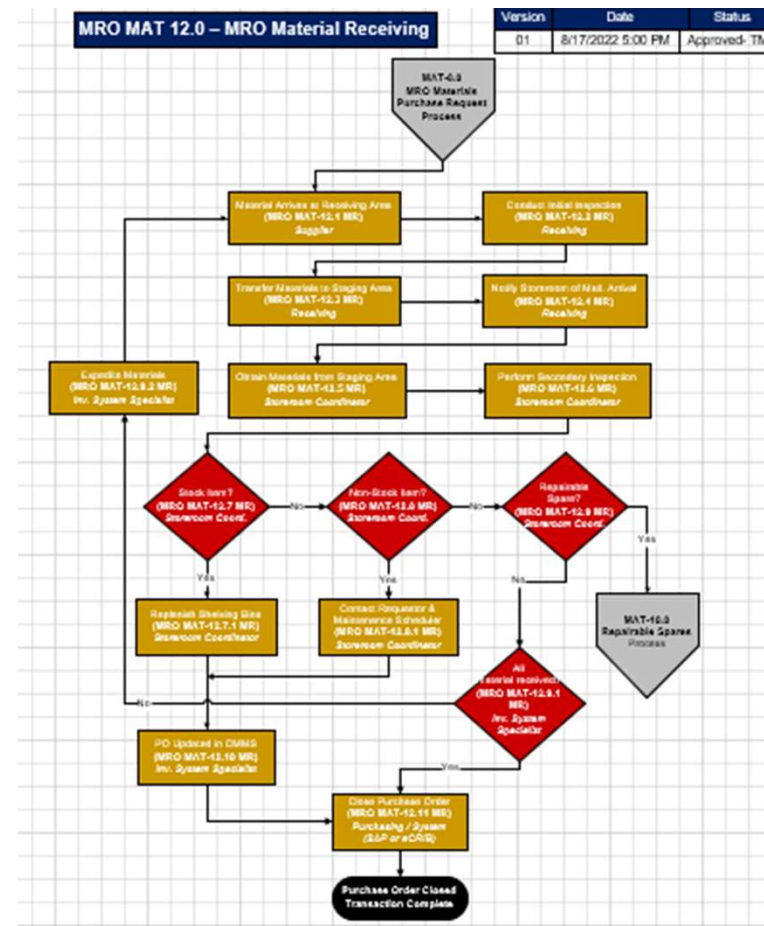 MRO MAT 12.0 – MRO Material Receiving
Version Date Status
01 8/17/2022 5:00 PM Approved- TM
MRO Materials
Purchase Request
Process
Material Arrives at Receiving Area
(MRO MAT-12.1 MR)
Supplier
Conduct Initial Inspection
(MRO MAT-12.2 MR)
Receiving
Transfer Materials to Staging Area
(MRO MAT-12.3 MR)
Receiving
Notify Storeroom of Matl. Arrival
(MRO MAT-12.4 MR)
Receiving
Expedite Materials
(MRO MAT-12.9.2 MR)
Inv. System Specialist
Obtain Materials from Staging Area
(MRO MAT-12.5 MR)
Storeroom Coordinator
Perform Secondary Inspection
(MRO MAT-12.6 MR)
Storeroom Coordinator
Stock Item?
(MRO MAT-12.7 MR)
Storeroom Coord.
No
Non-Stock Item?
(MRO MAT-12.8 MR)
Storeroom Coord.
No
Repairable
Spare?
(MRO MAT-12.9 MR)
Storeroom Coord.
Yes
Yes
Yes
No
Replenish Shelving Bins
(MRO MAT-12.7.1 MR)
Storeroom Coordinator
Contact Requestor &
Maintenance Scheduler
(MRO MAT-12.8.1 MR)
Storeroom Coordinator
Repairable Spares
Process
All
Material received?
(MRO MAT-12.9.1
MR)
Inv. System
Specialist
No
PO Updated in CMMS
(MRO MAT-12.10 MR)
Inv. System Specialist
Yes
Close Purchase Order
(MRO MAT-12.11 MR)
Purchasing / System
Purchase Order Closed
Transaction Complete